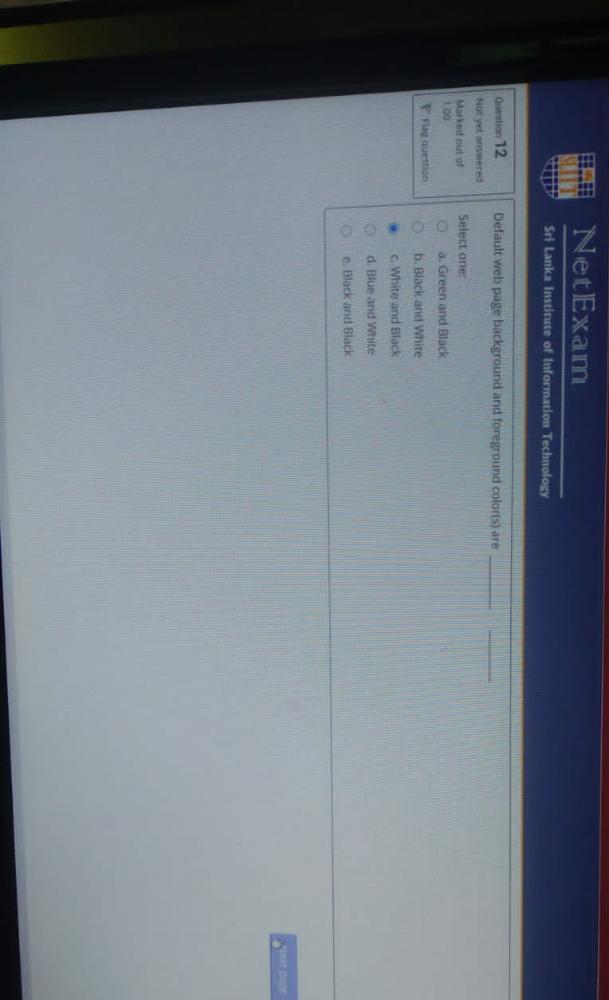 SLIIT
NetExam
Sri Lanka Institute of Information Technology
Question 12
Not yet answered
Marked out of
1.00
Flag question
Default web page background and foreground color(s) are ________ ________
Select one:
a. Green and Black
b. Black and White
c. White and Black
d. Blue and White
e. Black and Black
Next page